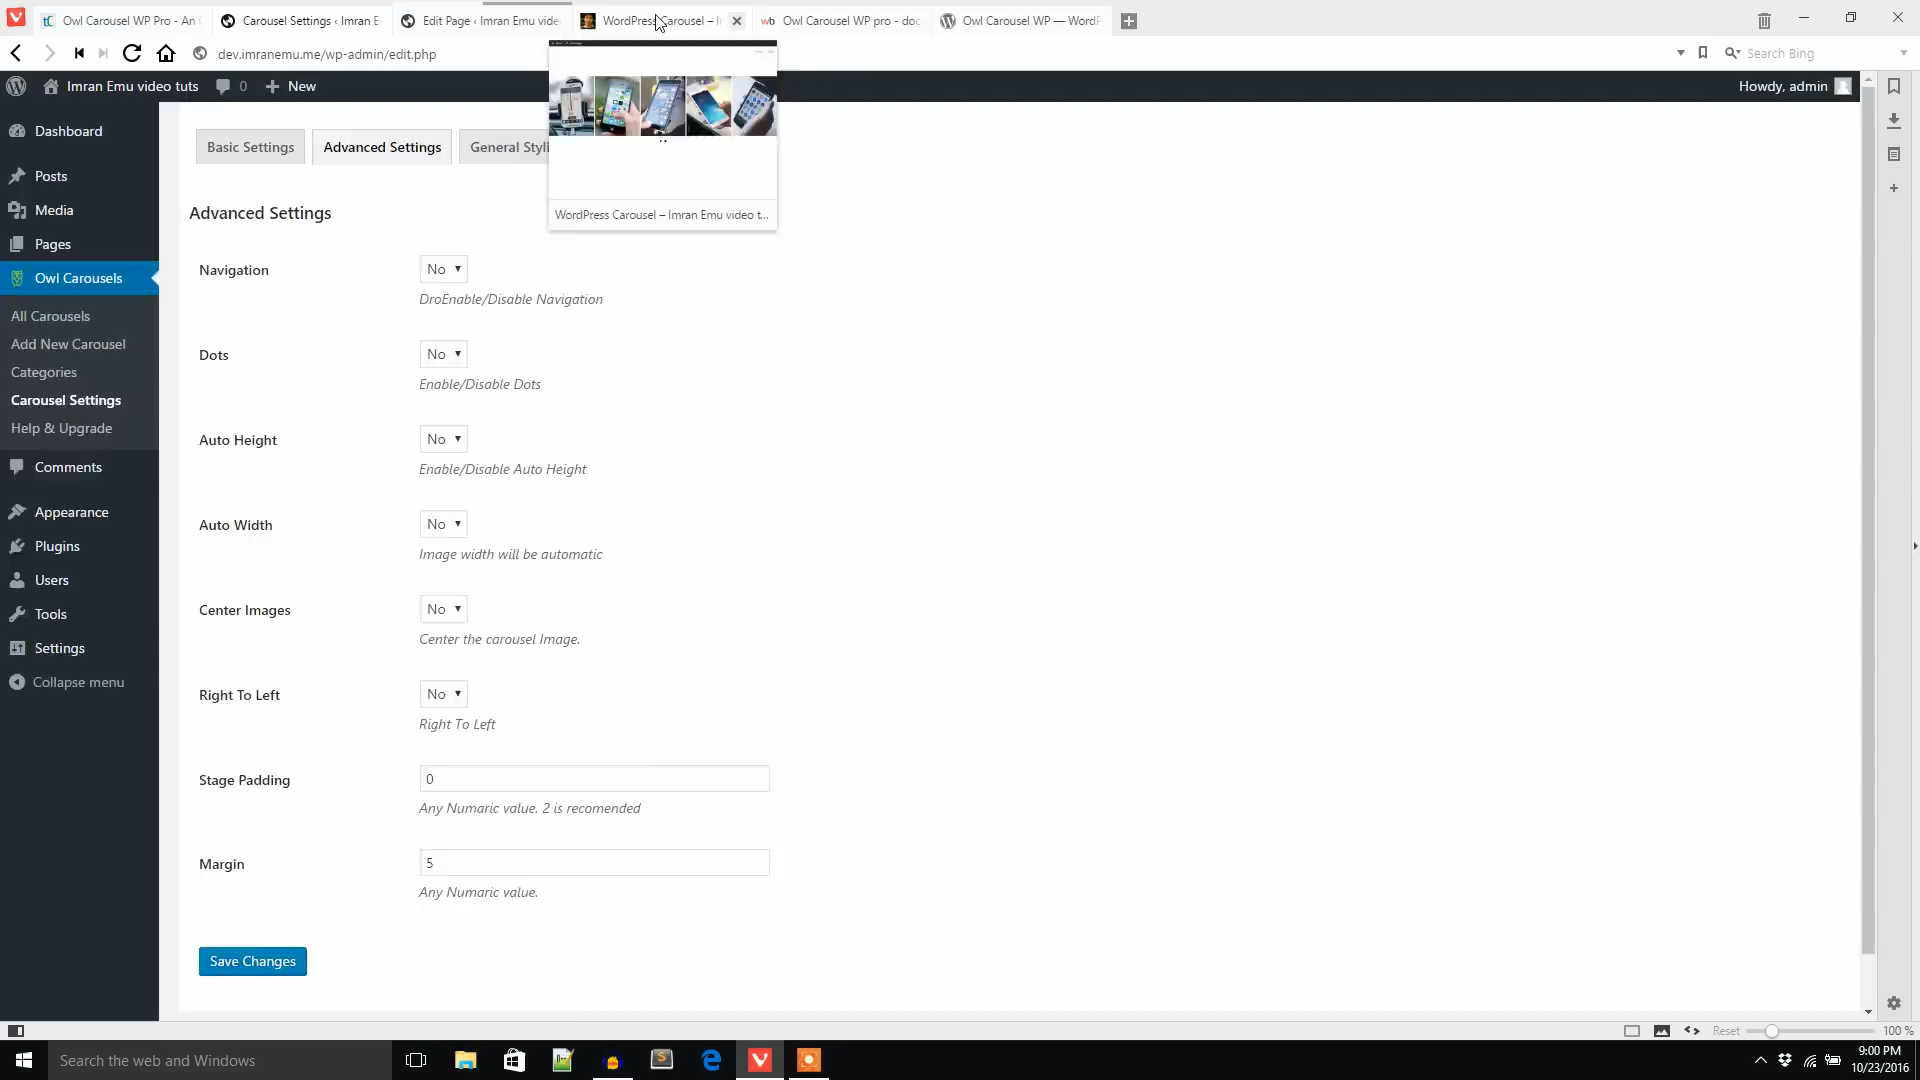 Owl Carousel WP Pro - An
Carousel Settings ‹ Imran E
Edit Page ‹ Imran Emu vide
WordPress Carousel – I
wb
Owl Carousel WP pro - doc
Owl Carousel WP — WordP
dev.imranemu.me/wp-admin/edit.php
Search Bing
Imran Emu video tuts
0
New
Howdy, admin
Dashboard
Posts
Media
Pages
Owl Carousels
All Carousels
Add New Carousel
Categories
Carousel Settings
Help & Upgrade
Comments
Appearance
Plugins
Users
Tools
Settings
Collapse menu
Basic Settings
Advanced Settings
General Styli
WordPress Carousel – Imran Emu video t...
Advanced Settings
Navigation
No
DroEnable/Disable Navigation
Dots
No
Enable/Disable Dots
Auto Height
No
Enable/Disable Auto Height
Auto Width
No
Image width will be automatic
Center Images
No
Center the carousel Image.
Right To Left
No
Right To Left
Stage Padding
0
Any Numaric value. 2 is recomended
Margin
5
Any Numaric value.
Save Changes
Reset
100 %
Search the web and Windows
9:00 PM
10/23/2016